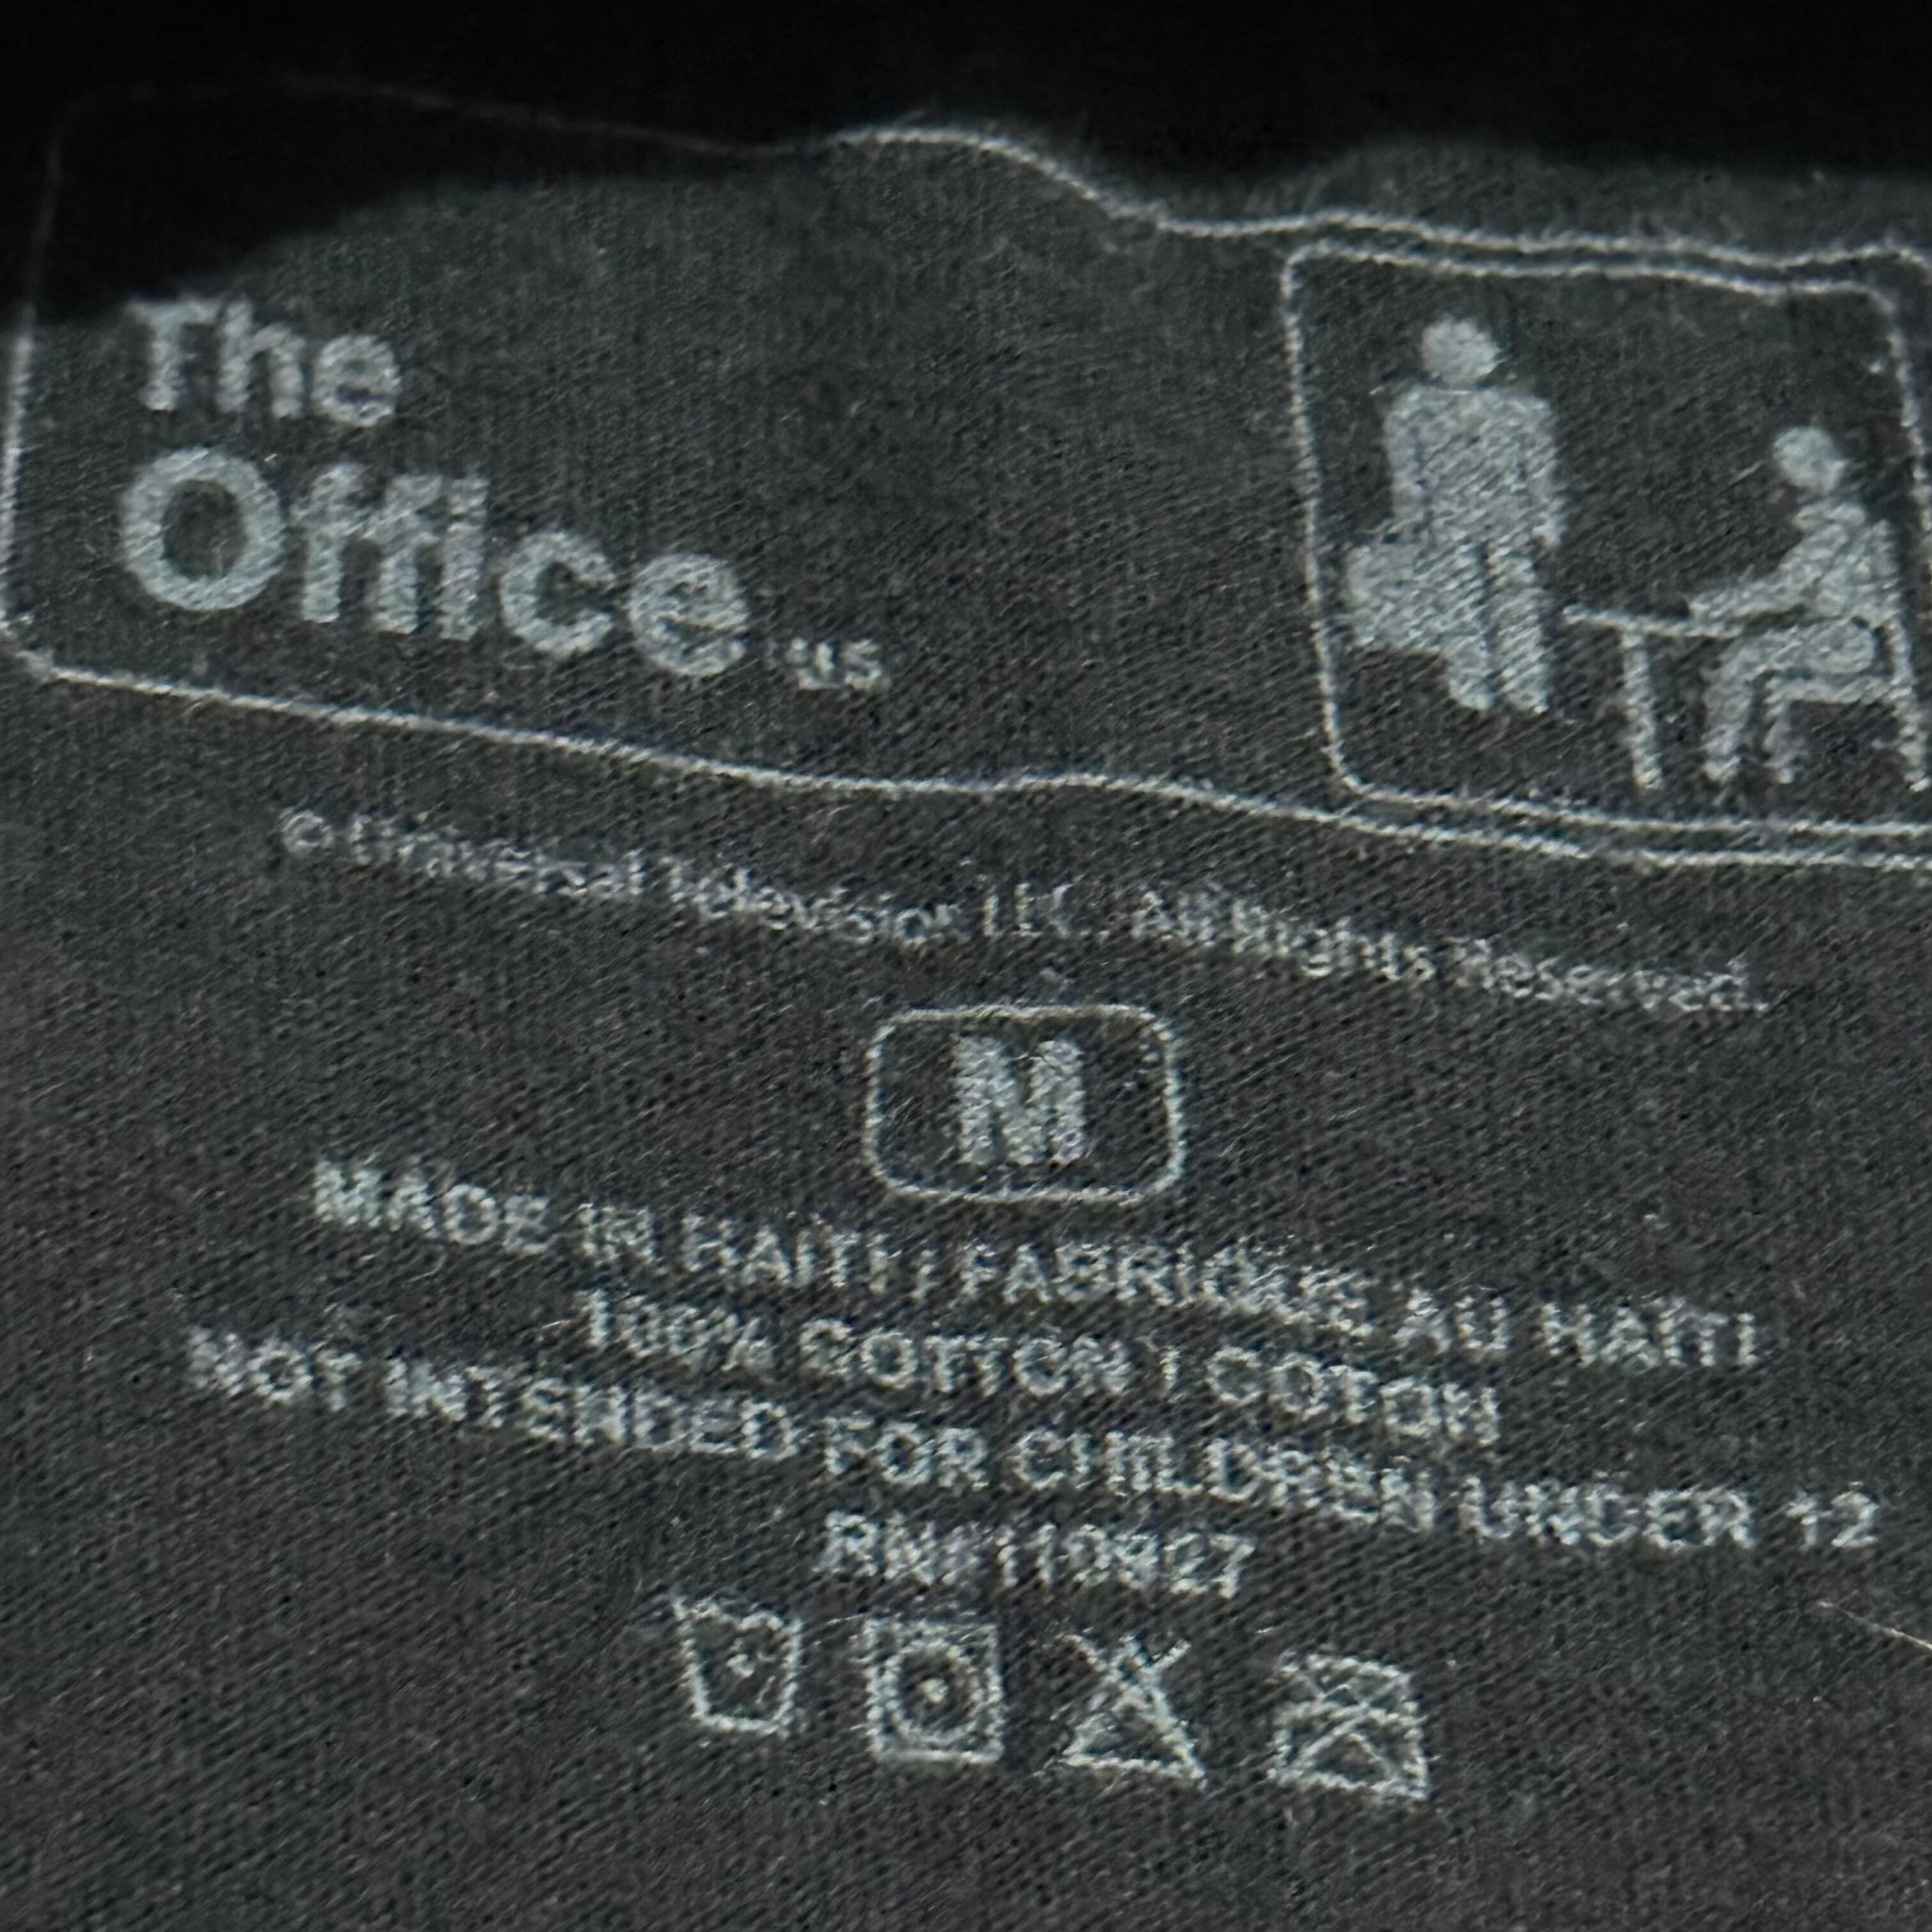 The
Office us
© Universal Television LLC. All Rights Reserved.
M
MADE IN HAITI / FABRIQUE AU HAITI
100% COTTON / COTON
NOT INTENDED FOR CHILDREN UNDER 12